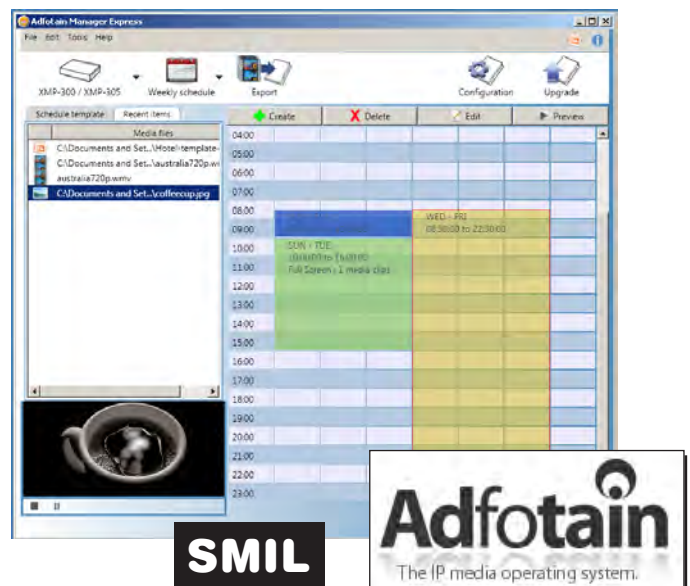 Adfotain Manager Express
File Edit Tools Help
XMP-300 / XMP-305 Weekly schedule Export Configuration Upgrade
Schedule template Recent items Create Delete Edit Preview
Media files
C:\Documents and Set...\Hotel-template-
C:\Documents and Set...\australia720p.wi
australia720p.wmv
C:\Documents and Set...\coffeecup.jpg
04:00
05:00
06:00
07:00
08:00
09:00
10:00
11:00
12:00
13:00
14:00
15:00
16:00
17:00
18:00
19:00
20:00
21:00
22:00
23:00
WED - FRI
08:30:00 to 22:30:00
SUN - TUE
Full Screen - 1 media clips
SMIL
Adfotain
The IP media operating system.